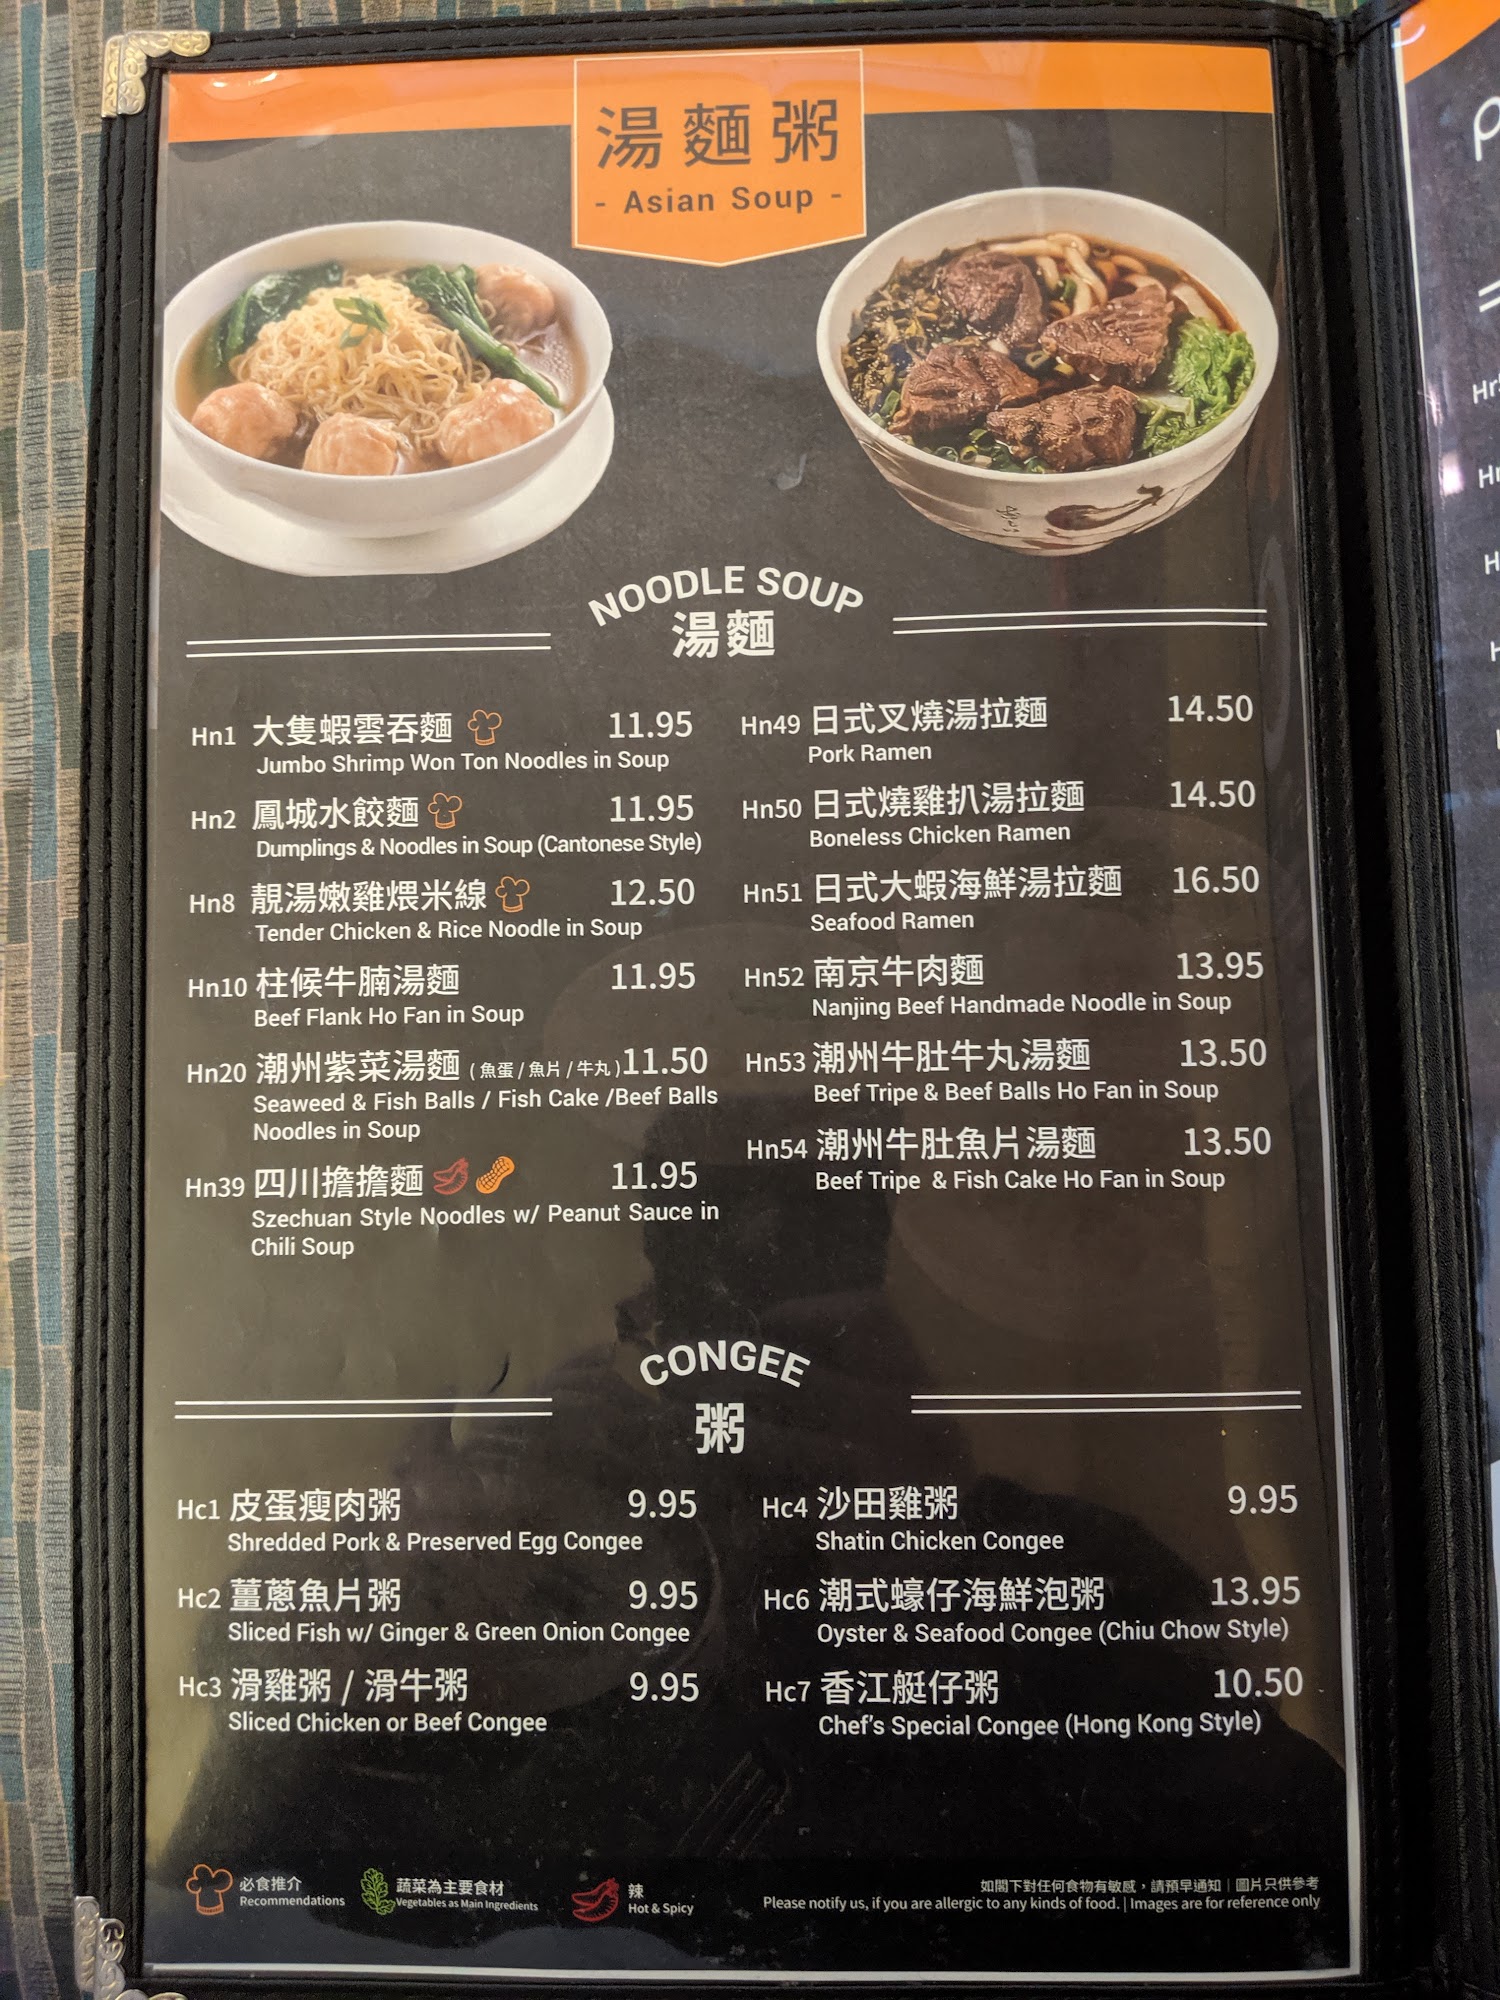 湯麵粥
- Asian Soup -
NOODLE SOUP
湯麵
Hn1 大隻蝦雲吞麵 11.95
Jumbo Shrimp Won Ton Noodles in Soup
Hn2 鳳城水餃麵 11.95
Dumplings & Noodles in Soup (Cantonese Style)
Hn8 靚湯嫩雞煨米線 12.50
Tender Chicken & Rice Noodle in Soup
Hn10 柱候牛腩湯麵 11.95
Beef Flank Ho Fan in Soup
Hn20 潮州紫菜湯麵 (魚蛋/魚片/牛丸) 11.50
Seaweed & Fish Balls / Fish Cake /Beef Balls
Noodles in Soup
Hn39 四川擔擔麵 11.95
Szechuan Style Noodles w/ Peanut Sauce in
Chili Soup
Hn49 日式叉燒湯拉麵 14.50
Pork Ramen
Hn50 日式燒雞扒湯拉麵 14.50
Boneless Chicken Ramen
Hn51 日式大蝦海鮮湯拉麵 16.50
Seafood Ramen
Hn52 南京牛肉麵 13.95
Nanjing Beef Handmade Noodle in Soup
Hn53 潮州牛肚牛丸湯麵 13.50
Beef Tripe & Beef Balls Ho Fan in Soup
Hn54 潮州牛肚魚片湯麵 13.50
Beef Tripe & Fish Cake Ho Fan in Soup
CONGEE
粥
Hc1 皮蛋瘦肉粥 9.95
Shredded Pork & Preserved Egg Congee
Hc2 薑蔥魚片粥 9.95
Sliced Fish w/ Ginger & Green Onion Congee
Hc3 滑雞粥 / 滑牛粥 9.95
Sliced Chicken or Beef Congee
Hc4 沙田雞粥 9.95
Shatin Chicken Congee
Hc6 潮式蠔仔海鮮泡粥 13.95
Oyster & Seafood Congee (Chiu Chow Style)
Hc7 香江艇仔粥 10.50
Chef's Special Congee (Hong Kong Style)
必食推介
Recommendations
蔬菜為主要食材
Vegetables as Main Ingredients
辣
Hot & Spicy
如閣下對任何食物有敏感，請預早通知｜圖片只供參考
Please notify us, if you are allergic to any kinds of food. | Images are for reference only